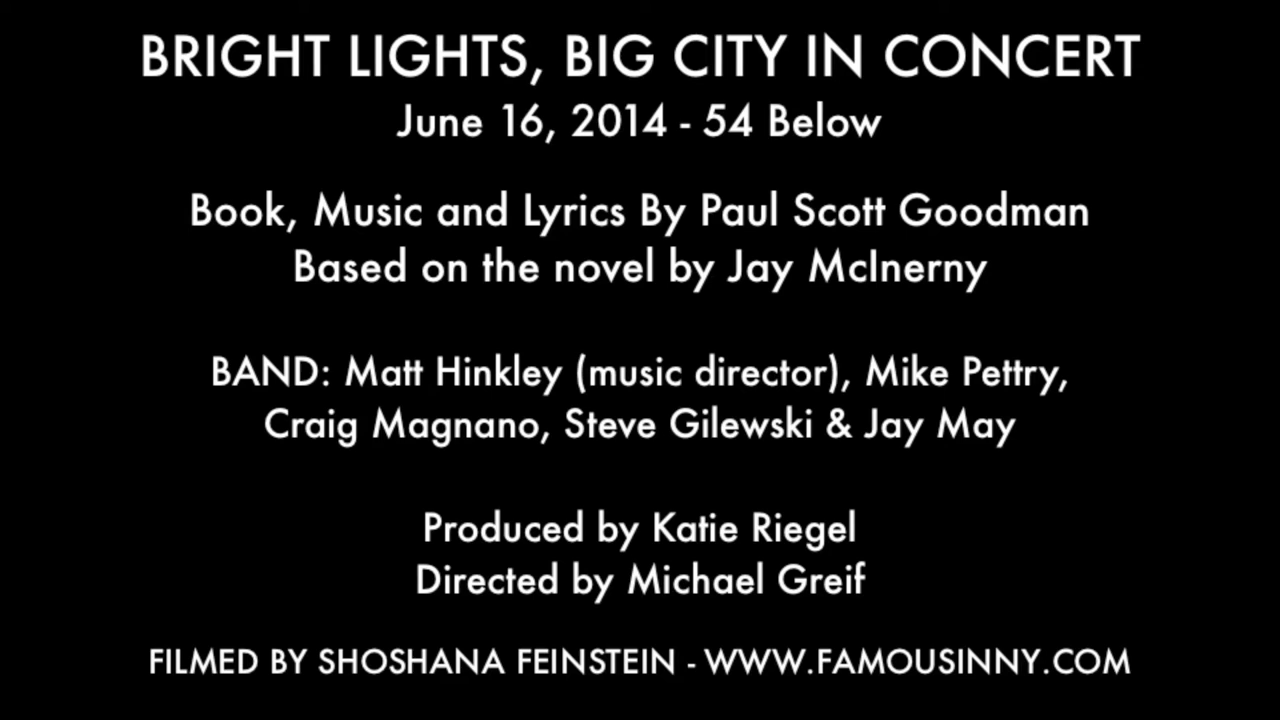 BRIGHT LIGHTS, BIG CITY IN CONCERT
June 16, 2014 - 54 Below
Book, Music and Lyrics By Paul Scott Goodman
Based on the novel by Jay McInerny
BAND: Matt Hinkley (music director), Mike Pettry,
Craig Magnano, Steve Gilewski & Jay May
Produced by Katie Riegel
Directed by Michael Greif
FILMED BY SHOSHANA FEINSTEIN - WWW.FAMOUSINNY.COM